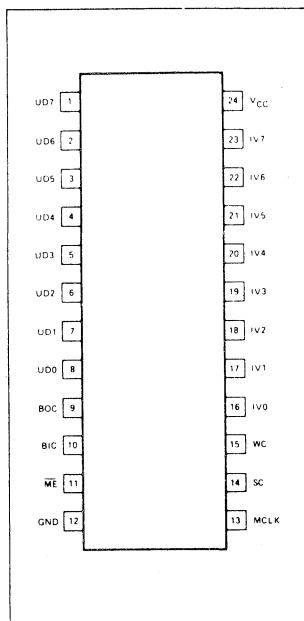 UD7 1 24 VCC
UD6 2 23 IV7
UD5 3 22 IV6
UD4 4 21 IV5
UD3 5 20 IV4
UD2 6 19 IV3
UD1 7 18 IV2
UD0 8 17 IV1
BOC 9 16 IV0
BIC 10 15 WC
M̅E̅ 11 14 SC
GND 12 13 MCLK